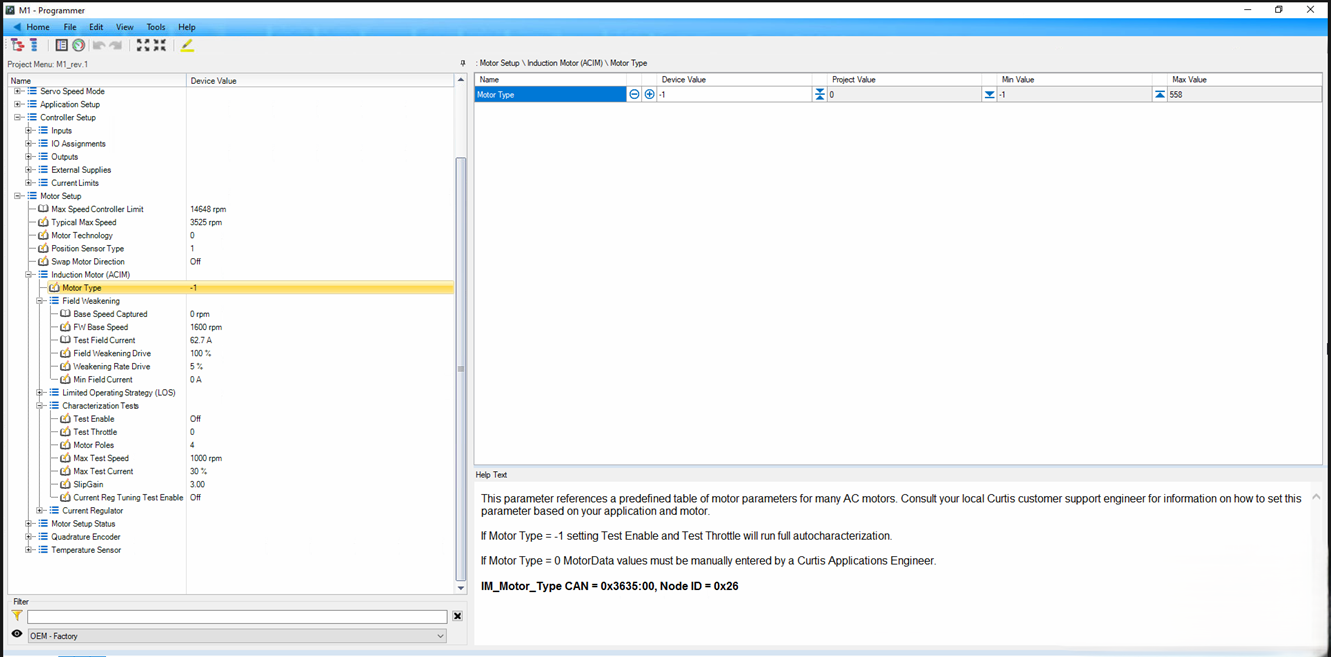 M1 - Programmer
Home File Edit View Tools Help
Project Menu: M1_rev.1
Name Device Value
Servo Speed Mode
Application Setup
Controller Setup
Inputs
IO Assignments
Outputs
External Supplies
Current Limits
Motor Setup
Max Speed Controller Limit 14648 rpm
Typical Max Speed 3525 rpm
Motor Technology 0
Position Sensor Type 1
Swap Motor Direction Off
Induction Motor (ACIM)
Motor Type -1
Field Weakening
Base Speed Captured 0 rpm
FW Base Speed 1600 rpm
Test Field Current 62.7 A
Field Weakening Drive 100 %
Weakening Rate Drive 5 %
Min Field Current 0 A
Limited Operating Strategy (LOS)
Characterization Tests
Test Enable Off
Test Throttle 0
Motor Poles 4
Max Test Speed 1000 rpm
Max Test Current 30 %
SlipGain 3.00
Current Reg Tuning Test Enable Off
Current Regulator
Motor Setup Status
Quadrature Encoder
Temperature Sensor
Filter
OEM - Factory
: Motor Setup \ Induction Motor (ACIM) \ Motor Type
Name Device Value Project Value Min Value Max Value
Motor Type -1 0 -1 558
Help Text
This parameter references a predefined table of motor parameters for many AC motors. Consult your local Curtis customer support engineer for information on how to set this
parameter based on your application and motor.
If Motor Type = -1 setting Test Enable and Test Throttle will run full autocharacterization.
If Motor Type = 0 MotorData values must be manually entered by a Curtis Applications Engineer.
IM_Motor_Type CAN = 0x3635:00, Node ID = 0x26